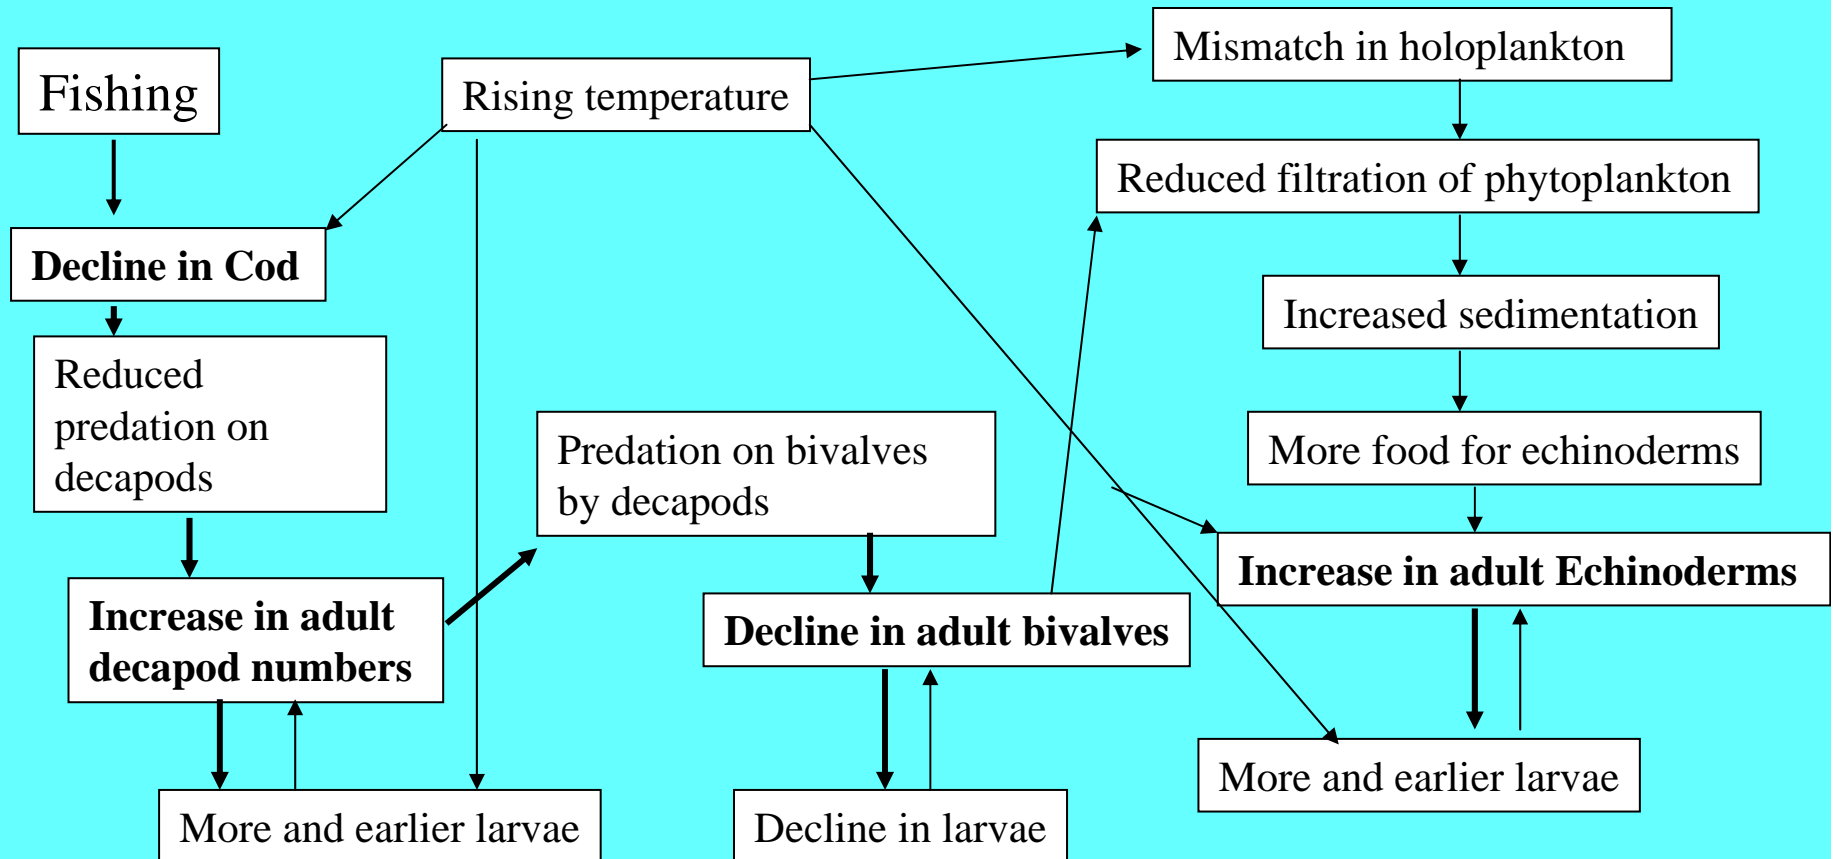 Fishing
Rising temperature
Mismatch in holoplankton
Reduced filtration of phytoplankton
Decline in Cod
Increased sedimentation
Reduced
predation on
decapods
Predation on bivalves
by decapods
More food for echinoderms
Increase in adult
decapod numbers
Decline in adult bivalves
Increase in adult Echinoderms
More and earlier larvae
Decline in larvae
More and earlier larvae